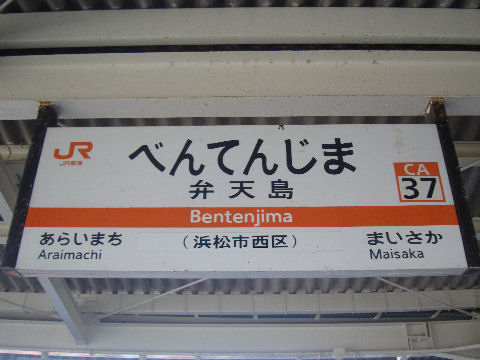 JR
JR東海
べんてんじま
弁天島
CA
37
Bentenjima
あらいまち
Araimachi
(浜松市西区)
まいさか
Maisaka